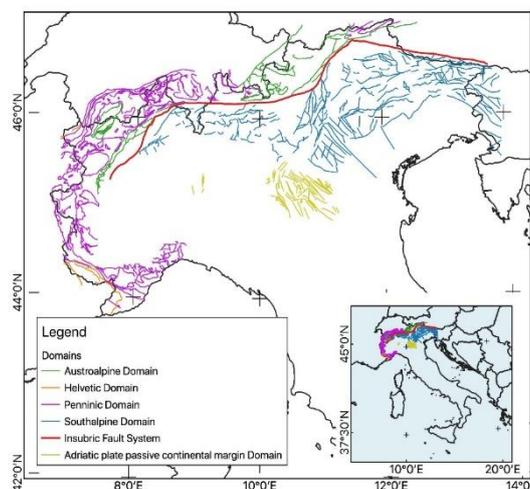 46°0'N
44°0'N
42°0'N
8°0'E
10°0'E
12°0'E
14°0'E
Legend
Domains
Austroalpine Domain
Helvetic Domain
Penninic Domain
Southalpine Domain
Insubric Fault System
Adriatic plate passive continental margin Domain
45°0'N
37°30'N
10°0'E
20°0'E